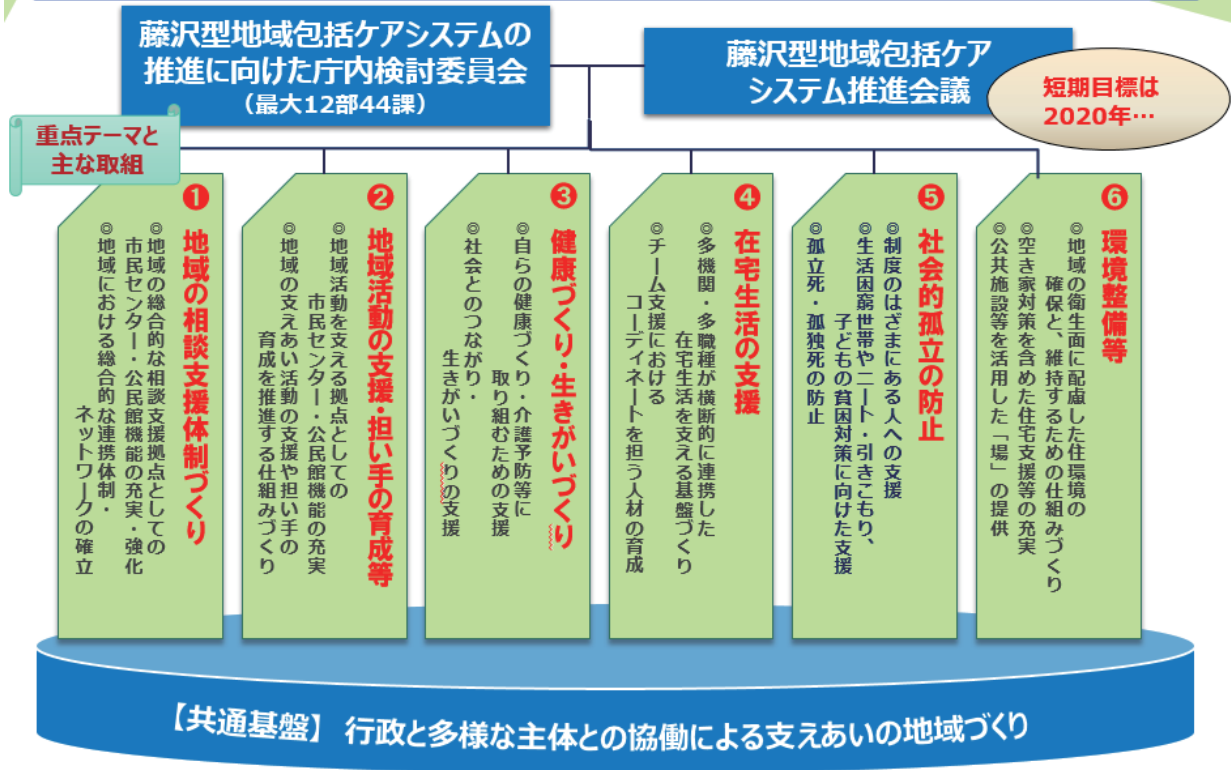 藤沢型地域包括ケアシステムの
推進に向けた庁内検討委員会
（最大12部44課）
藤沢型地域包括ケア
システム推進会議
短期目標は
2020年…
重点テーマと
主な取組
❶ 地域の相談支援体制づくり
◎地域の総合的な相談支援拠点としての
市民センター・公民館機能の充実・強化
◎地域における総合的な連携体制・
ネットワークの確立
❷ 地域活動の支援・担い手の育成等
◎地域活動を支える拠点としての
市民センター・公民館機能の充実
◎地域の支えあい活動の支援や担い手の
育成を推進する仕組みづくり
❸ 健康づくり・生きがいづくり
◎自らの健康づくり・介護予防等に
取り組むための支援
◎社会とのつながり・
生きがいづくりの支援
❹ 在宅生活の支援
◎多機関・多職種が横断的に連携した
在宅生活を支える基盤づくり
◎チーム支援における
コーディネートを担う人材の育成
❺ 社会的孤立の防止
◎制度のはざまにある人への支援
◎生活困窮世帯やニート・引きこもり、
子どもの貧困対策に向けた支援
◎孤立死・孤独死の防止
❻ 環境整備等
◎地域の衛生面に配慮した住環境の
確保と、維持するための仕組みづくり
◎空き家対策を含めた住宅支援等の充実
◎公共施設等を活用した「場」の提供
【共通基盤】 行政と多様な主体との協働による支えあいの地域づくり